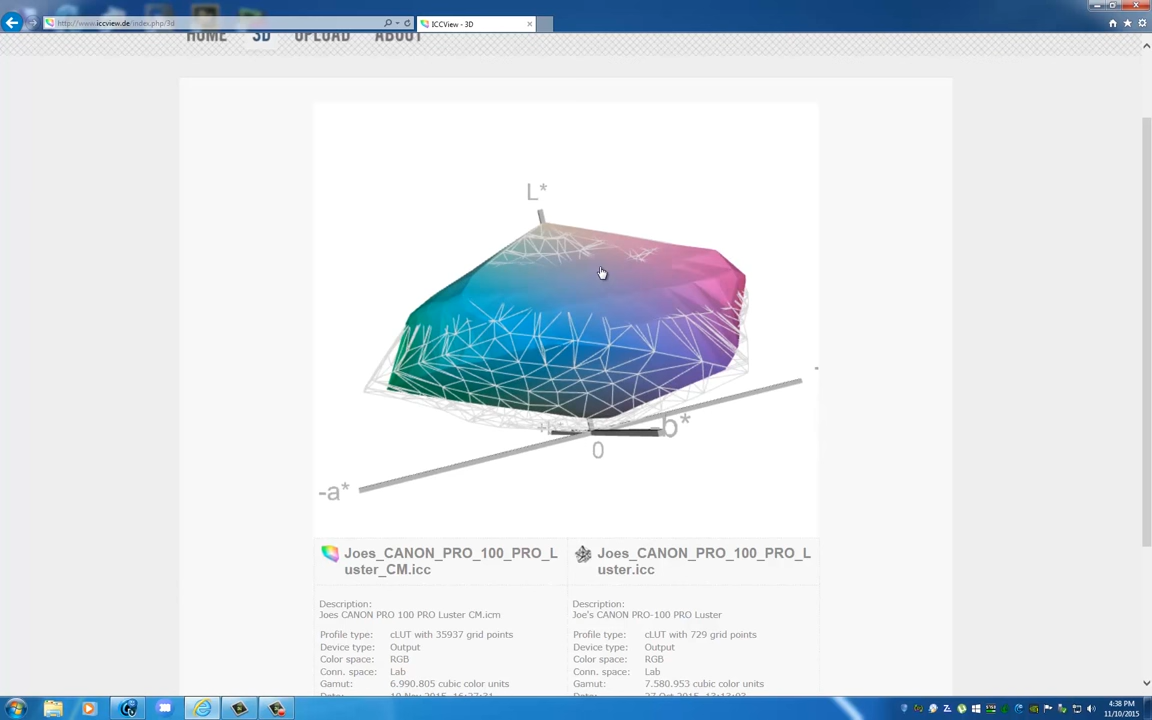 http://www.iccview.de/index.php/3d
ICCView - 3D
HOME 3D UPLOAD ABOUT
L*
b*
0
-a*
Joes_CANON_PRO_100_PRO_L
uster_CM.icc
Joes_CANON_PRO_100_PRO_L
uster.icc
Description:
Joes CANON PRO 100 PRO Luster CM.icm
Description:
Joe's CANON PRO-100 PRO Luster
Profile type: cLUT with 35937 grid points
Profile type: cLUT with 729 grid points
Device type: Output
Device type: Output
Color space: RGB
Color space: RGB
Conn. space: Lab
Conn. space: Lab
Gamut: 6.990.805 cubic color units
Gamut: 7.580.953 cubic color units
4:38 PM
11/10/2015